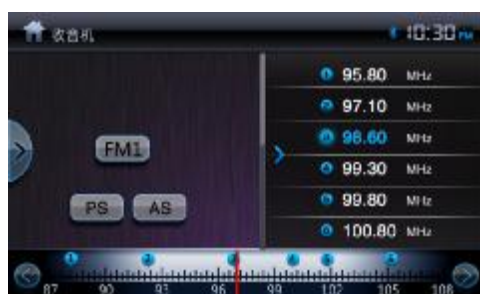 收音机 10:30 PM
95.80 MHz
97.10 MHz
98.60 MHz
FM1
99.30 MHz
99.80 MHz
PS AS
100.80 MHz
87 90 93 96 99 102 105 108